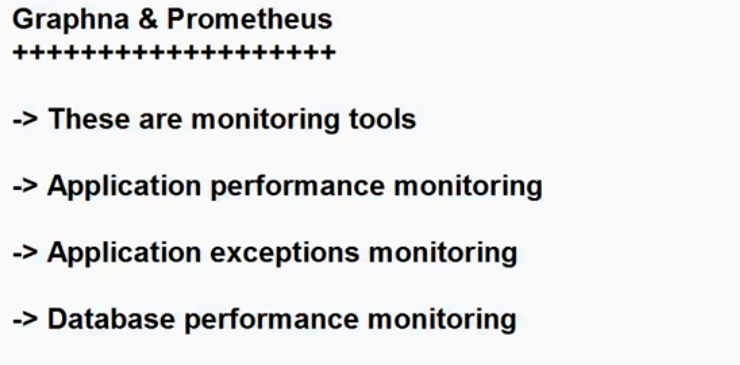 Graphna & Prometheus
+++++++++++++++++++
-> These are monitoring tools
-> Application performance monitoring
-> Application exceptions monitoring
-> Database performance monitoring